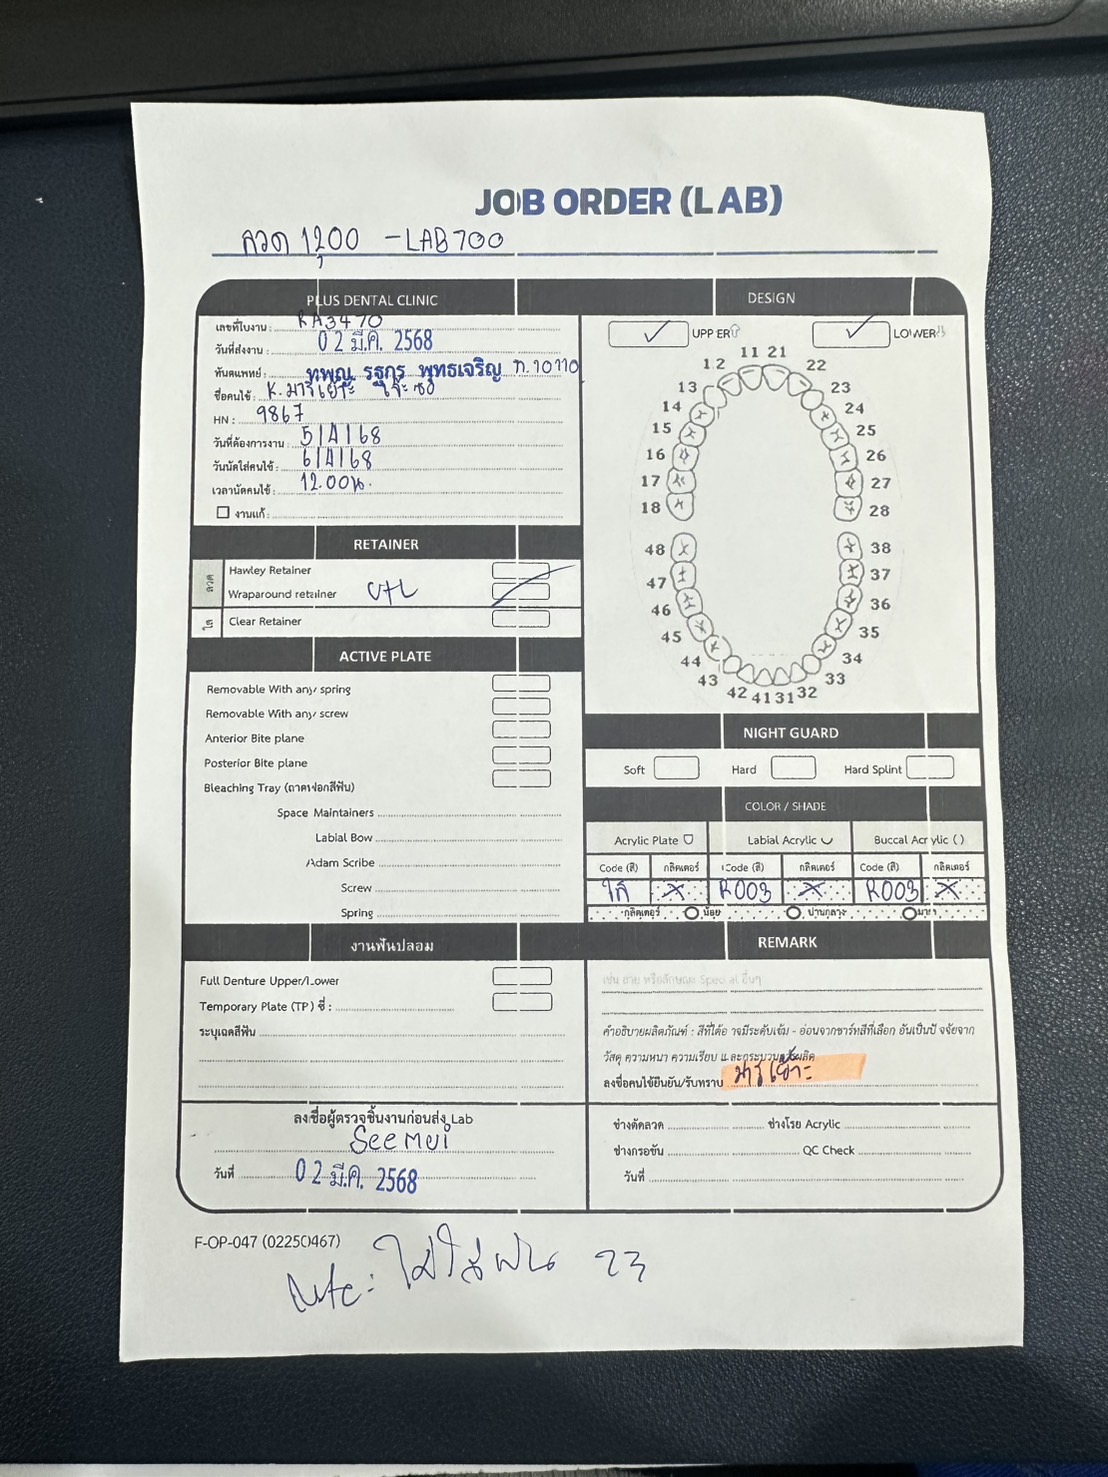 JOB ORDER (LAB)
ลวด 1,200 -LAB 700
PLUS DENTAL CLINIC
เลขที่ใบงาน : RA3470
วันที่ส่งงาน : 02 มี.ค. 2568
ทันตแพทย์ : ทพญ. รฐกร พุทธเจริญ ท.10110
ชื่อคนไข้ : K. มารีเยาะ
HN : 9867
วันที่ต้องการงาน : 5/4/68
วันนัดใส่คนไข้ : 6/4/68
เวลานัดคนไข้ : 12.00น.
งานแก้ :
DESIGN
UPPER
LOWER
11 21
12 22
13 23
14 24
15 25
16 26
17 27
18 28
48 38
47 37
46 36
45 35
44 34
43 33
42 41 31 32
RETAINER
ลวด
Hawley Retainer
Wraparound retainer U+L
ใส
Clear Retainer
ACTIVE PLATE
Removable With any spring
Removable With any screw
Anterior Bite plane
Posterior Bite plane
Bleaching Tray (ถาดฟอกสีฟัน)
Space Maintainers
Labial Bow
Adam Scribe
Screw
Spring
NIGHT GUARD
Soft Hard Hard Splint
COLOR / SHADE
Acrylic Plate Labial Acrylic Buccal Acrylic ( )
Code (สี) กลิตเตอร์ Code (สี) กลิตเตอร์ Code (สี) กลิตเตอร์
ใส X R003 X R003 X
กลิตเตอร์ น้อย ปานกลาง มาก
งานฟันปลอม
Full Denture Upper/Lower
Temporary Plate (TP) ซี่ :
ระบุเฉดสีฟัน
REMARK
เช่น ลาย หรือลักษณะ Special อื่นๆ
คำอธิบายผลิตภัณฑ์ : สีที่ได้อาจมีระดับเข้ม - อ่อนจากชาร์ทสีที่เลือก อันเป็นปัจจัยจาก
วัสดุ ความหนา ความเรียบ และกระบวนการผลิต
ลงชื่อคนไข้ยืนยัน/รับทราบ มารีเยาะ
ลงชื่อผู้ตรวจชิ้นงานก่อนส่ง Lab
Seemui
วันที่ 02 มี.ค. 2568
ช่างดัดลวด ช่างโรย Acrylic
ช่างกรอขัด QC Check
วันที่
F-OP-047 (02250467)
Note: ไม่ใส่ฟัน 23